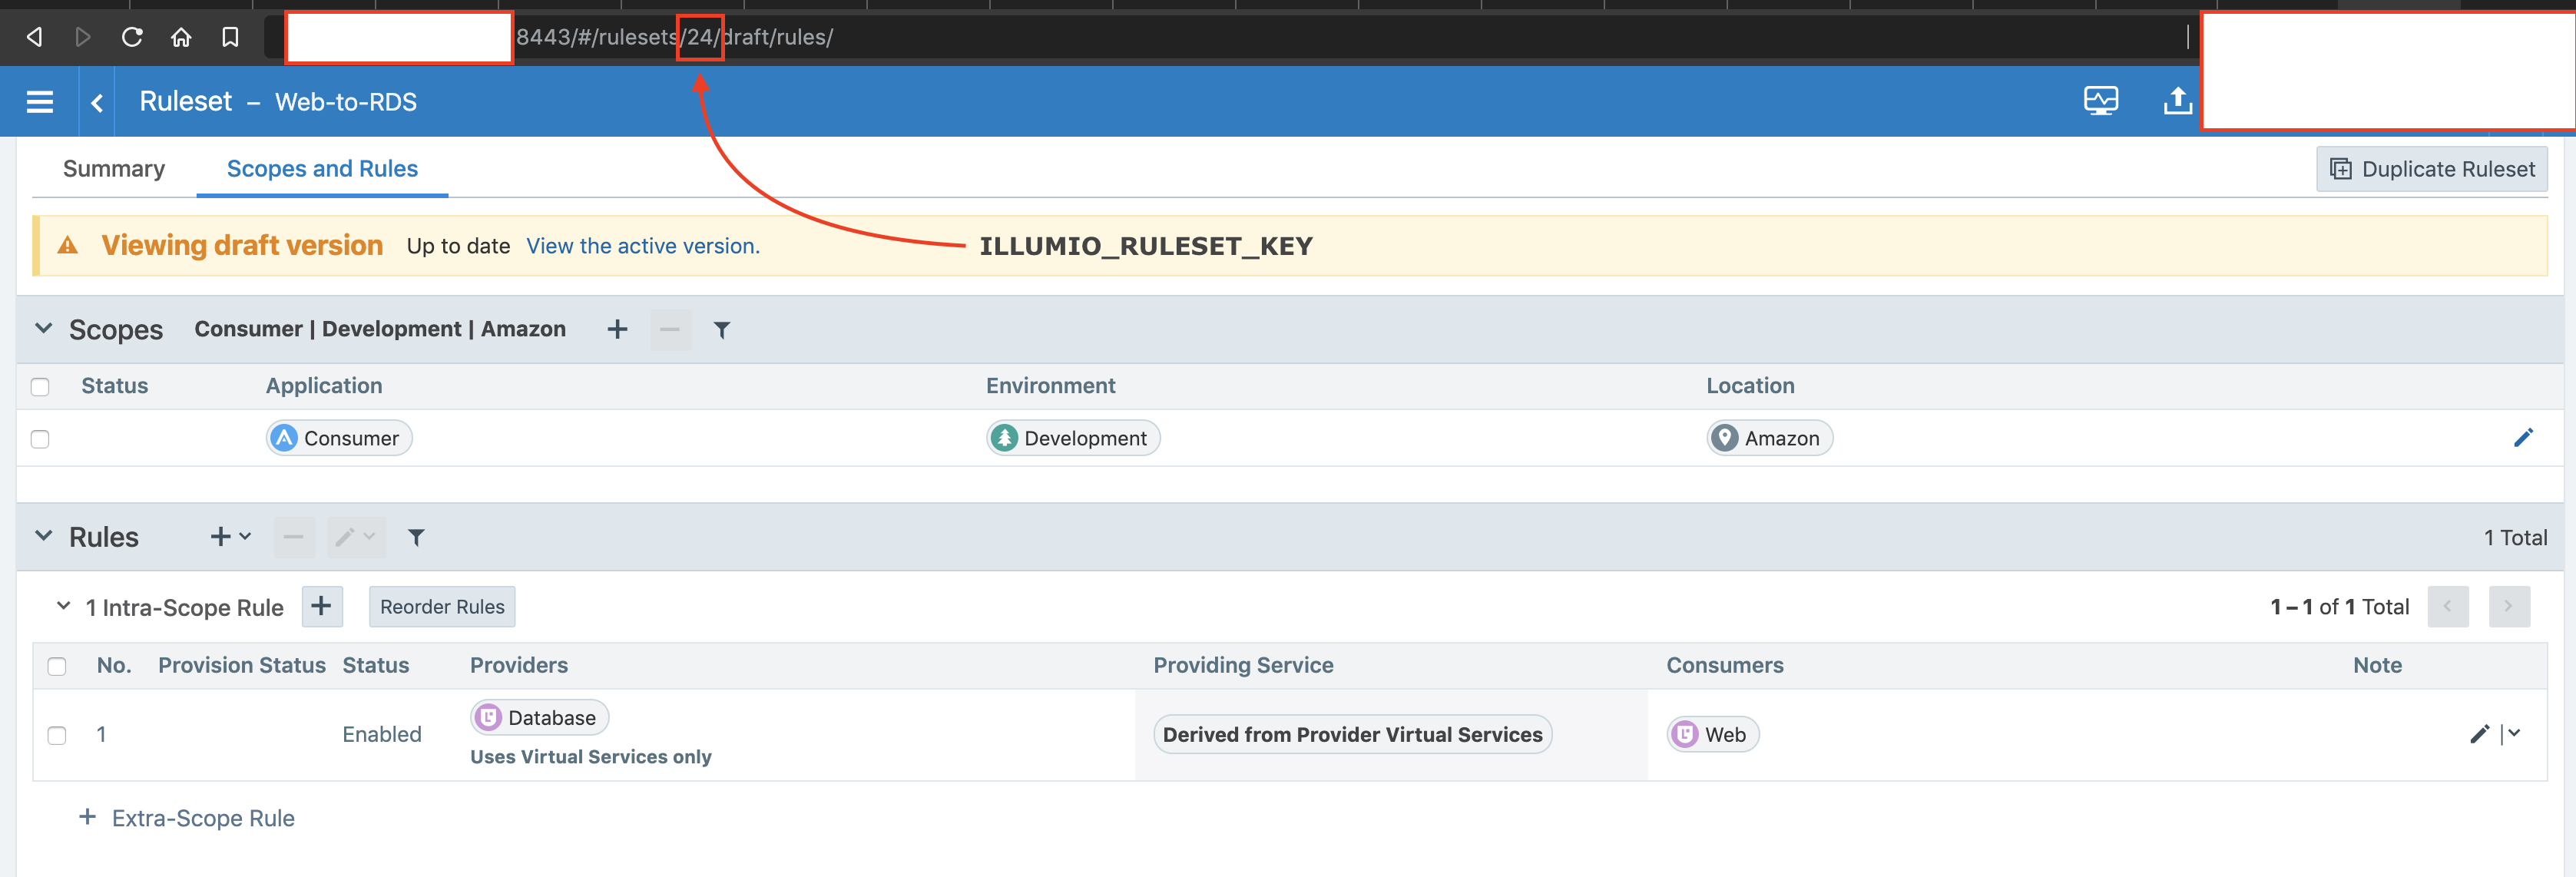 8443/#/rulesets/24/draft/rules/
Ruleset – Web-to-RDS
Summary
Scopes and Rules
Duplicate Ruleset
Viewing draft version Up to date View the active version.
ILLUMIO_RULESET_KEY
Scopes Consumer | Development | Amazon
Status Application Environment Location
Consumer Development Amazon
Rules
1 Total
1 Intra-Scope Rule
Reorder Rules
1 – 1 of 1 Total
No. Provision Status Status Providers Providing Service Consumers Note
1 Enabled Database Derived from Provider Virtual Services Web
Uses Virtual Services only
+ Extra-Scope Rule